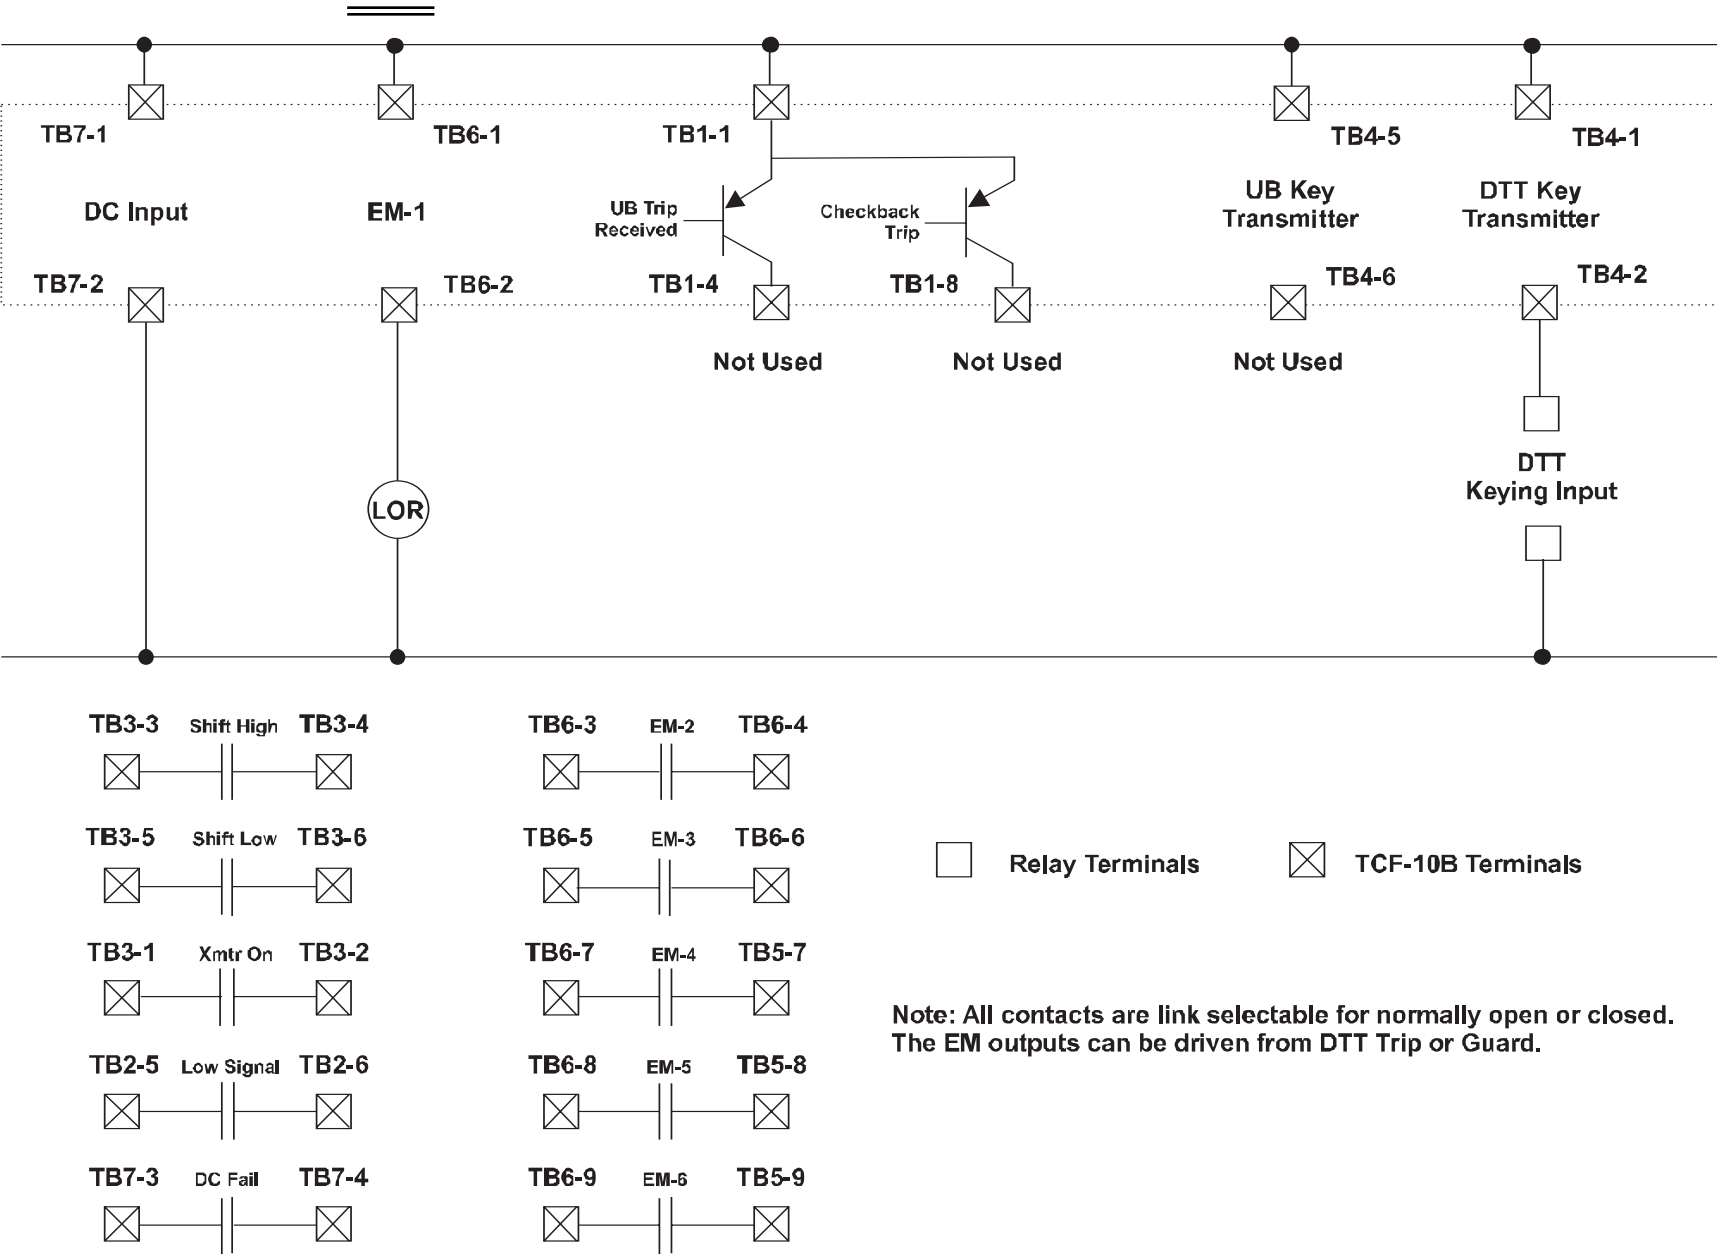 TB7-1
TB6-1
TB1-1
TB4-5
TB4-1
DC Input
EM-1
UB Trip
Received
Checkback
Trip
UB Key
Transmitter
DTT Key
Transmitter
TB7-2
TB6-2
TB1-4
TB1-8
TB4-6
TB4-2
Not Used
Not Used
Not Used
LOR
DTT
Keying Input
TB3-3 Shift High TB3-4
TB6-3 EM-2 TB6-4
TB3-5 Shift Low TB3-6
TB6-5 EM-3 TB6-6
Relay Terminals
TCF-10B Terminals
TB3-1 Xmtr On TB3-2
TB6-7 EM-4 TB5-7
Note: All contacts are link selectable for normally open or closed.
The EM outputs can be driven from DTT Trip or Guard.
TB2-5 Low Signal TB2-6
TB6-8 EM-5 TB5-8
TB7-3 DC Fail TB7-4
TB6-9 EM-6 TB5-9